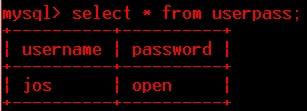 mysql> select * from userpass;
+----------+----------+
| username | password |
+----------+----------+
| jos      | open     |
+----------+----------+